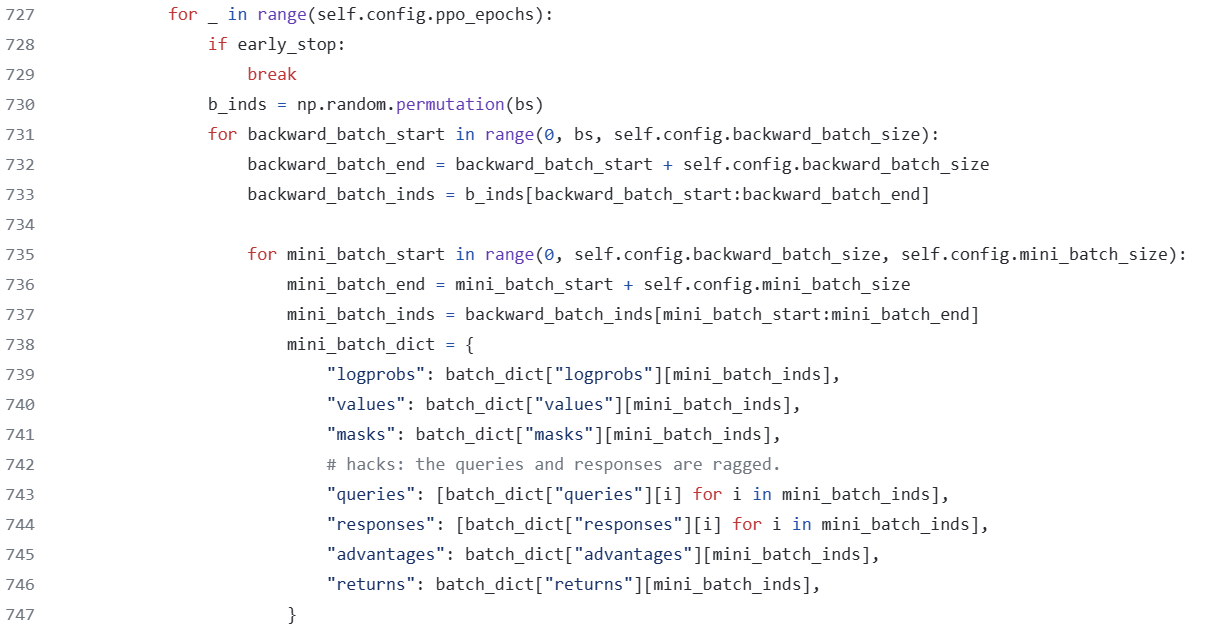 727 for _ in range(self.config.ppo_epochs):
728 if early_stop:
729 break
730 b_inds = np.random.permutation(bs)
731 for backward_batch_start in range(0, bs, self.config.backward_batch_size):
732 backward_batch_end = backward_batch_start + self.config.backward_batch_size
733 backward_batch_inds = b_inds[backward_batch_start:backward_batch_end]
734
735 for mini_batch_start in range(0, self.config.backward_batch_size, self.config.mini_batch_size):
736 mini_batch_end = mini_batch_start + self.config.mini_batch_size
737 mini_batch_inds = backward_batch_inds[mini_batch_start:mini_batch_end]
738 mini_batch_dict = {
739 "logprobs": batch_dict["logprobs"][mini_batch_inds],
740 "values": batch_dict["values"][mini_batch_inds],
741 "masks": batch_dict["masks"][mini_batch_inds],
742 # hacks: the queries and responses are ragged.
743 "queries": [batch_dict["queries"][i] for i in mini_batch_inds],
744 "responses": [batch_dict["responses"][i] for i in mini_batch_inds],
745 "advantages": batch_dict["advantages"][mini_batch_inds],
746 "returns": batch_dict["returns"][mini_batch_inds],
747 }